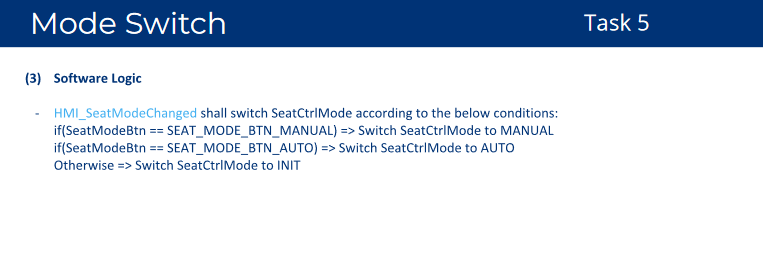 Mode Switch
Task 5
(3) Software Logic
- HMI_SeatModeChanged shall switch SeatCtrlMode according to the below conditions:
if(SeatModeBtn == SEAT_MODE_BTN_MANUAL) => Switch SeatCtrlMode to MANUAL
if(SeatModeBtn == SEAT_MODE_BTN_AUTO) => Switch SeatCtrlMode to AUTO
Otherwise => Switch SeatCtrlMode to INIT